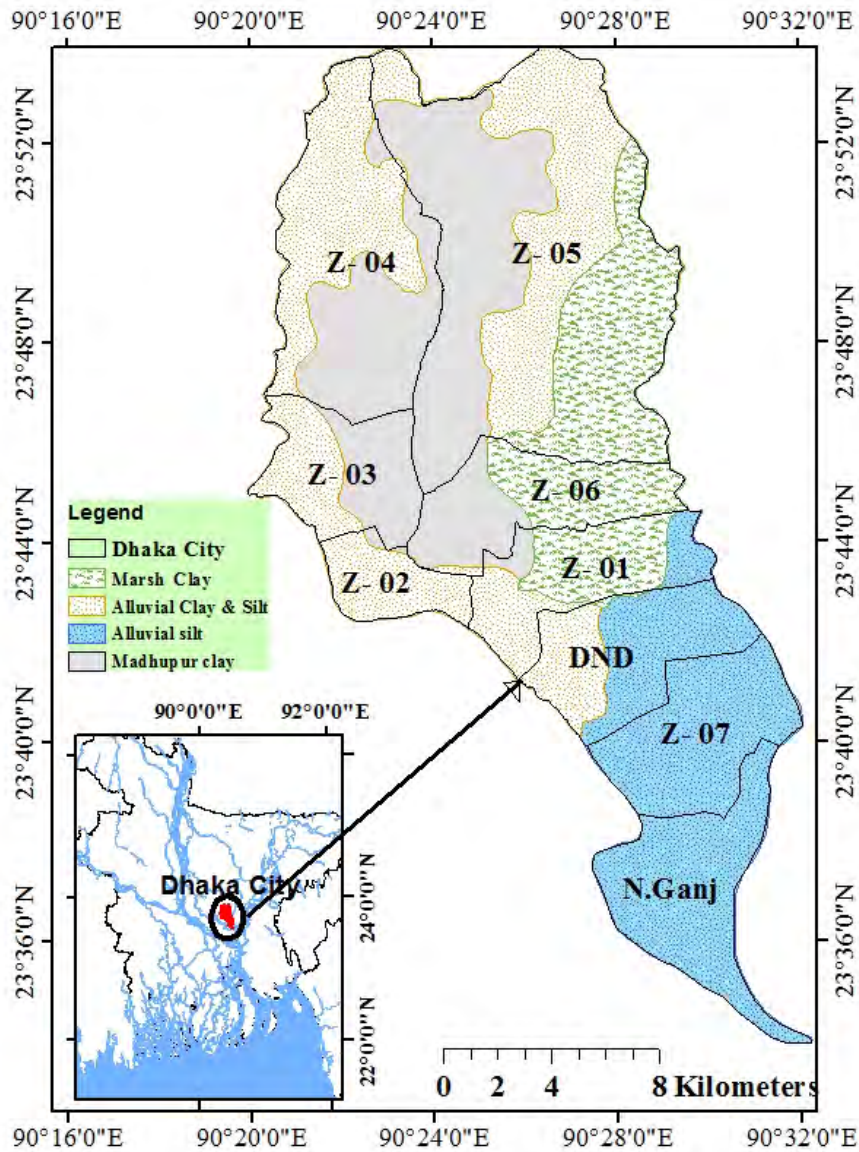 90°16'0"E 90°20'0"E 90°24'0"E 90°28'0"E 90°32'0"E
23°52'0"N
23°52'0"N
Z- 04
Z- 05
23°48'0"N
23°48'0"N
Z- 03
Z- 06
23°44'0"N
23°44'0"N
Legend
Dhaka City
Marsh Clay
Alluvial Clay & Silt
Alluvial silt
Madhupur clay
Z- 02
Z- 01
DND
23°40'0"N
23°40'0"N
Z- 07
90°0'0"E 92°0'0"E
Dhaka City
24°0'0"N
22°0'0"N
N.Ganj
23°36'0"N
23°36'0"N
0 2 4 8 Kilometers
90°16'0"E 90°20'0"E 90°24'0"E 90°28'0"E 90°32'0"E